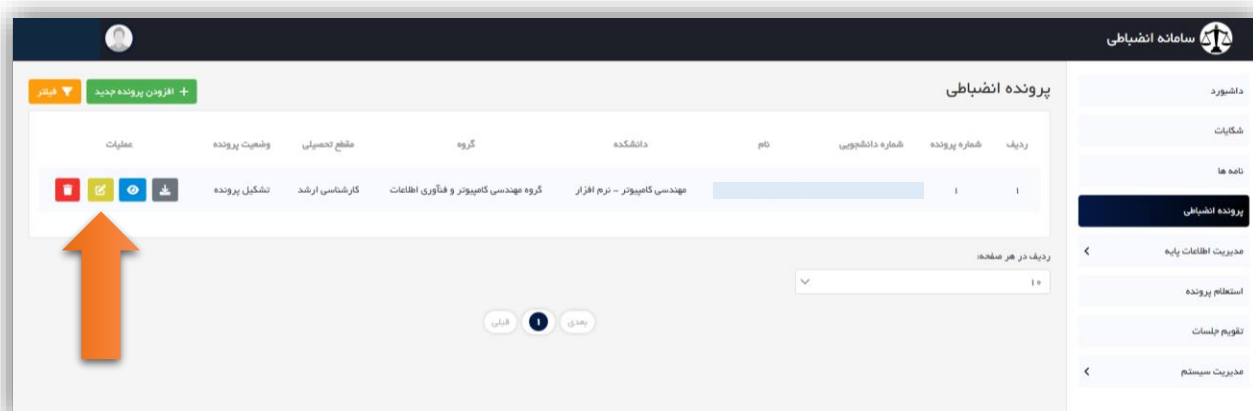 سامانه انضباطی
داشبورد
شکایات
نامه ها
پرونده انضباطی
مدیریت اطلاعات پایه
استعلام پرونده
تقویم جلسات
مدیریت سیستم
پرونده انضباطی
+ افزودن پرونده جدید
فیلتر
ردیف شماره پرونده شماره دانشجویی نام دانشکده گروه مقطع تحصیلی وضعیت پرونده عملیات
۱ ۱ مهندسی کامپیوتر - نرم افزار گروه مهندسی کامپیوتر و فنآوری اطلاعات کارشناسی ارشد تشکیل پرونده
ردیف در هر صفحه:
۱۰
بعدی ۱ قبلی